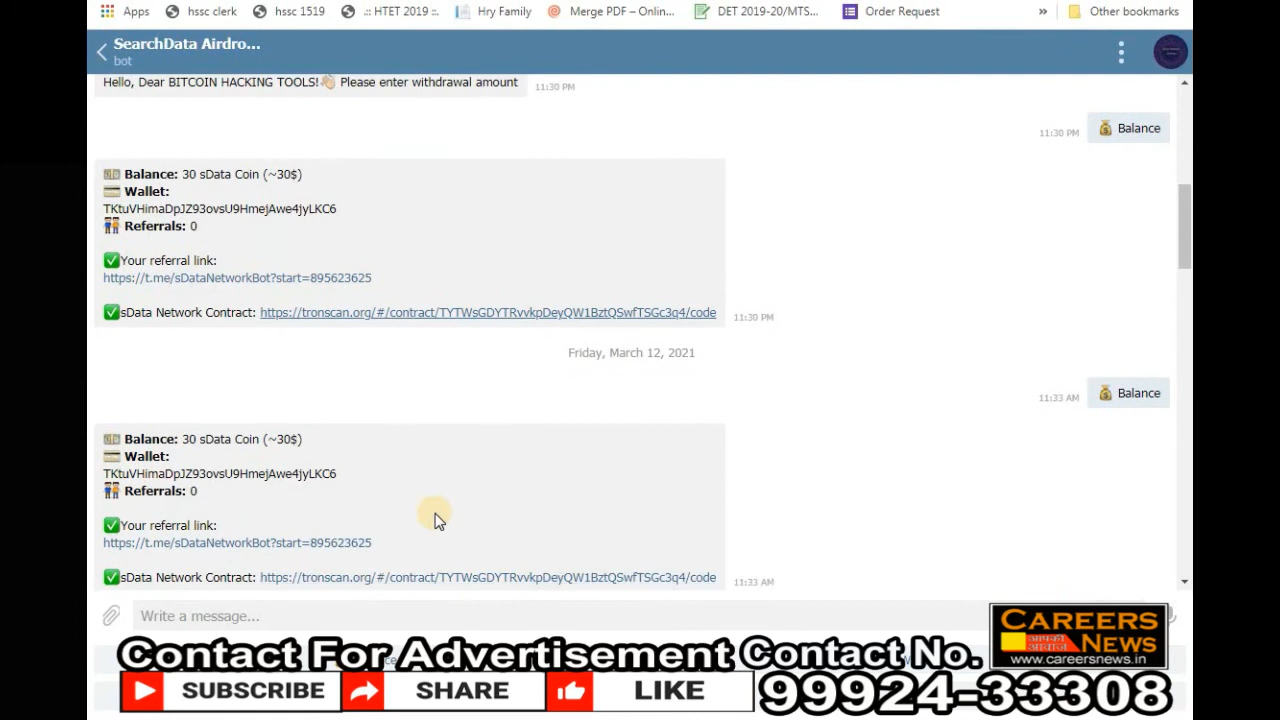 Apps hssc clerk hssc 1519 .:: HTET 2019 ::. Hry Family Merge PDF – Onlin... DET 2019-20/MTS... Order Request » Other bookmarks
SearchData Airdro...
bot
Hello, Dear BITCOIN HACKING TOOLS!👋🏼 Please enter withdrawal amount 11:30 PM
11:30 PM 💰 Balance
💵 Balance: 30 sData Coin (~30$)
💳 Wallet:
TKtuVHimaDpJZ93ovsU9HmejAwe4jyLKC6
👬 Referrals: 0
✅Your referral link:
https://t.me/sDataNetworkBot?start=895623625
✅sData Network Contract: https://tronscan.org/#/contract/TYTWsGDYTRvvkpDeyQW1BztQSwfTSGc3q4/code 11:30 PM
Friday, March 12, 2021
11:33 AM 💰 Balance
💵 Balance: 30 sData Coin (~30$)
💳 Wallet:
TKtuVHimaDpJZ93ovsU9HmejAwe4jyLKC6
👬 Referrals: 0
✅Your referral link:
https://t.me/sDataNetworkBot?start=895623625
✅sData Network Contract: https://tronscan.org/#/contract/TYTWsGDYTRvvkpDeyQW1BztQSwfTSGc3q4/code 11:33 AM
Write a message...
CAREERS
आपकी
आवाज
NEWS
www.careersnews.in
Contact For Advertisement Contact No.
SUBSCRIBE SHARE LIKE 99924-33308